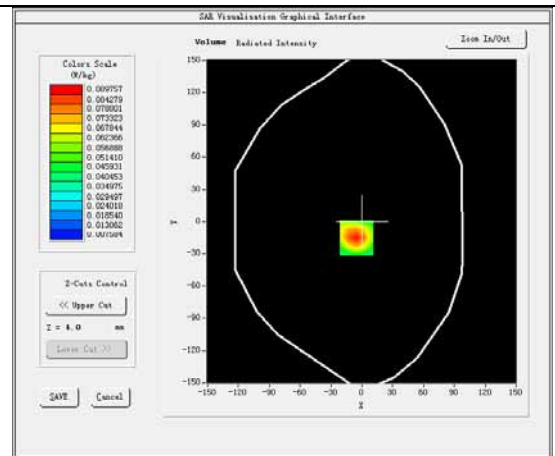 SAR Visualisation Graphical Interface
Volume Radiated Intensity
Zoom In/Out
Colors Scale
(W/kg)
0.089757
0.084279
0.078801
0.073323
0.067844
0.062366
0.056888
0.051410
0.045931
0.040453
0.034975
0.029497
0.024018
0.018540
0.013062
0.007584
Z-Cuts Control
<< Upper Cut
Z = 4.0 mm
Lower Cut >>
SAVE
Cancel
150
120
90
60
30
0
-30
-60
-90
-120
-150
Y
-150 -120 -90 -60 -30 0 30 60 90 120 150
X